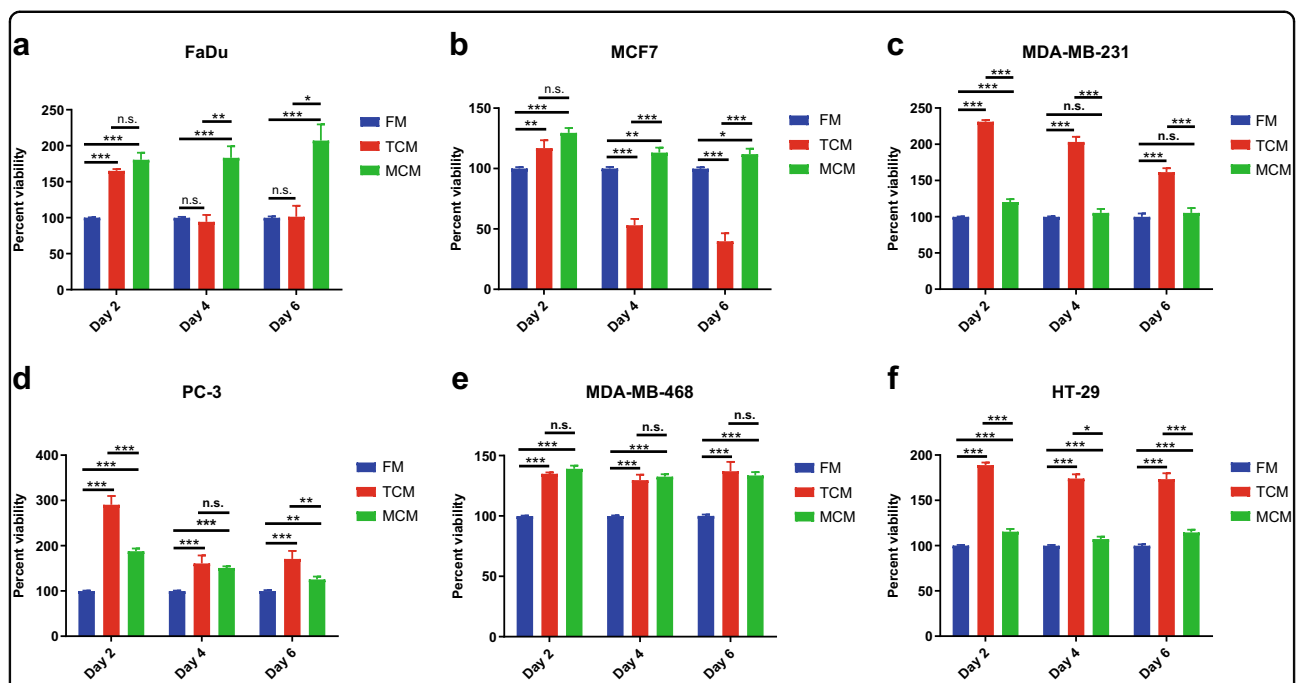 a
FaDu
Percent viability
250
200
150
100
50
0
***
***
n.s.
n.s.
***
**
n.s.
***
*
Day 2
Day 4
Day 6
FM
TCM
MCM
b
MCF7
Percent viability
150
100
50
0
**
***
n.s.
***
**
***
***
*
***
Day 2
Day 4
Day 6
FM
TCM
MCM
c
MDA-MB-231
Percent viability
250
200
150
100
50
0
***
***
***
***
n.s.
***
***
n.s.
***
Day 2
Day 4
Day 6
FM
TCM
MCM
d
PC-3
Percent viability
400
300
200
100
0
***
***
***
***
***
n.s.
***
**
**
Day 2
Day 4
Day 6
FM
TCM
MCM
e
MDA-MB-468
Percent viability
150
100
50
0
***
***
n.s.
***
***
n.s.
***
***
n.s.
Day 2
Day 4
Day 6
FM
TCM
MCM
f
HT-29
Percent viability
200
150
100
50
0
***
***
***
***
***
*
***
***
***
Day 2
Day 4
Day 6
FM
TCM
MCM